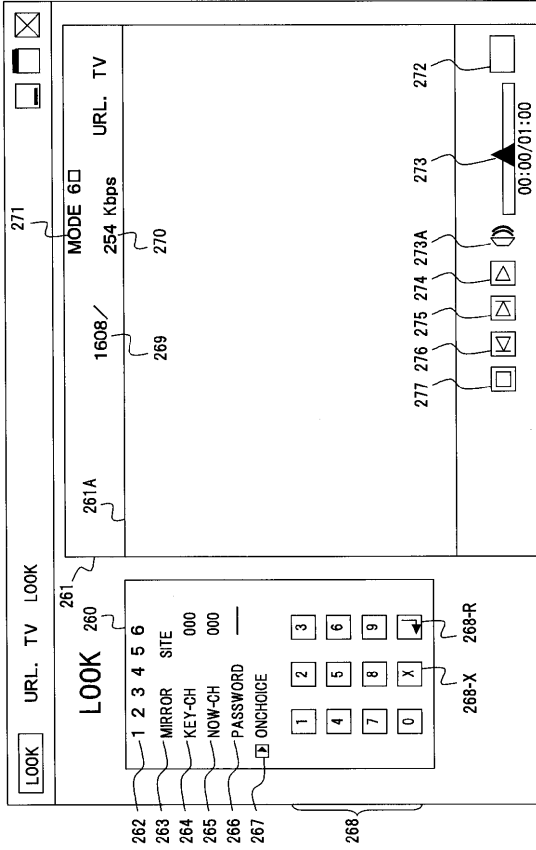 LOOK URL. TV LOOK
271
261
261A
MODE 6□
1608/ 254 Kbps URL. TV
269 270
LOOK
260
262 1 2 3 4 5 6
263 MIRROR SITE
264 KEY-CH 000
265 NOW-CH 000
266 PASSWORD
267 ONCHOICE
268
1 2 3
4 5 6
7 8 9
0 X
268-X 268-R
277 276 275 274 273A 273 272
00:00/01:00